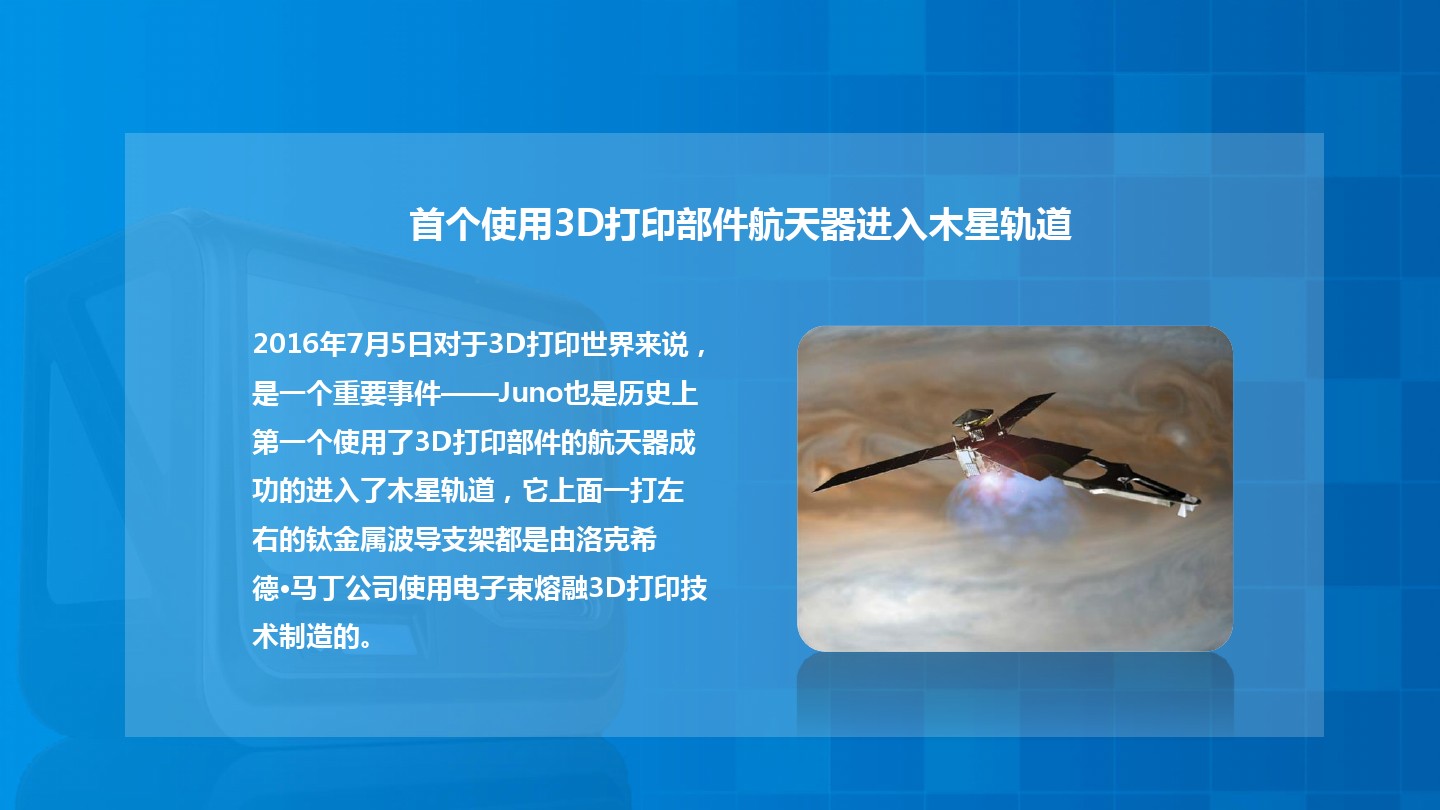 首个使用3D打印部件航天器进入木星轨道
2016年7月5日对于3D打印世界来说，
是一个重要事件——Juno也是历史上
第一个使用了3D打印部件的航天器成
功的进入了木星轨道，它上面一打左
右的钛金属波导支架都是由洛克希
德•马丁公司使用电子束熔融3D打印技
术制造的。